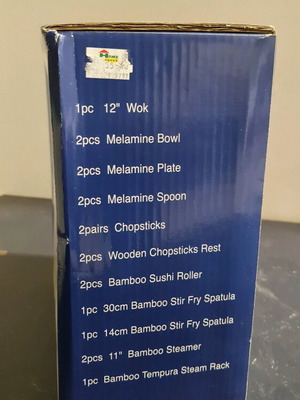 1pc 12" Wok
2pcs Melamine Bowl
2pcs Melamine Plate
2pcs Melamine Spoon
2pairs Chopsticks
2pcs Wooden Chopsticks Rest
2pcs Bamboo Sushi Roller
1pc 30cm Bamboo Stir Fry Spatula
1pc 14cm Bamboo Stir Fry Spatula
2pcs 11" Bamboo Steamer
1pc Bamboo Tempura Steam Rack